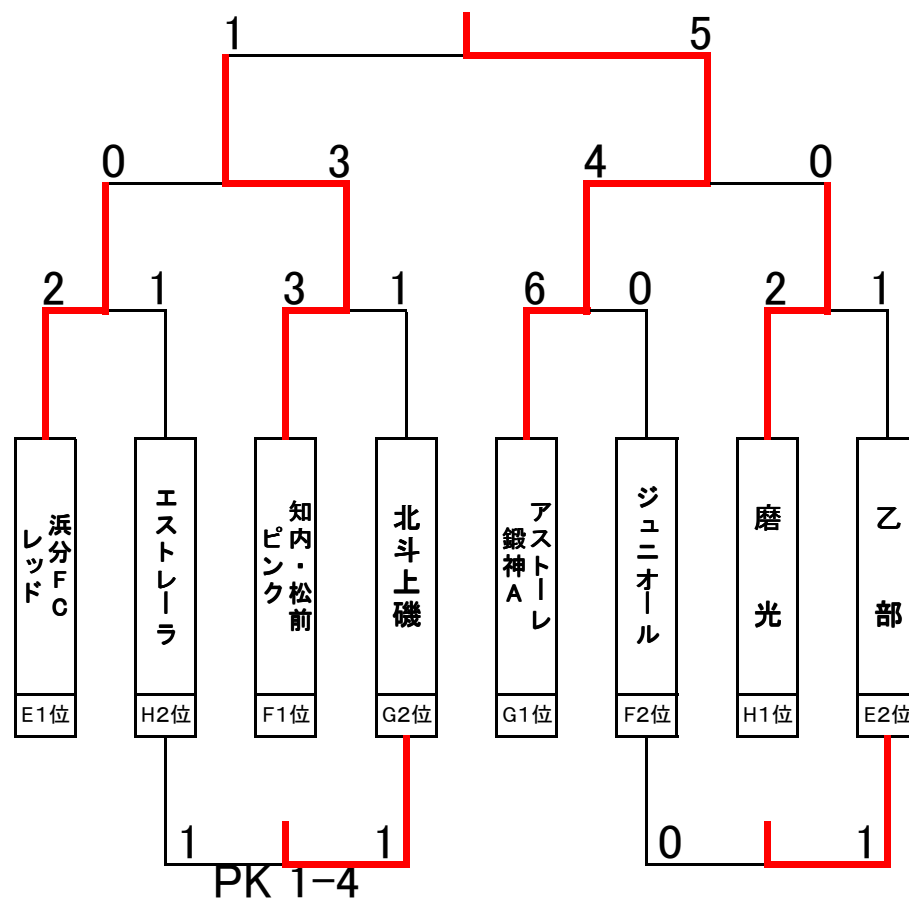 1 5
0 3 4 0
2 1 3 1 6 0 2 1
浜分FC
レッド
エストレーラ
知内・松前
ピンク
北斗上磯
アストーレ
鍛神A
ジュニオール
磨光
乙部
E1位 H2位 F1位 G2位 G1位 F2位 H1位 E2位
1 1 0 1
PK 1-4